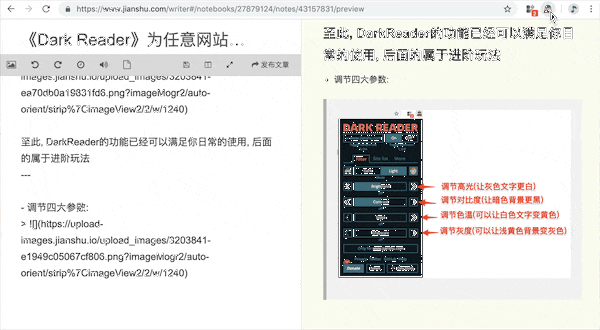 https://www.jianshu.com/writer#/notebooks/27879124/notes/43157831/preview
《Dark Reader》为任意网站...
发布文章
images.jianshu.io/upload_images/3203841-
ea70db0a19831fd6.png?imageMogr2/auto-
orient/strip%7CimageView2/2/w/1240)
至此, DarkReader的功能已经可以满足你日常的使用, 后面
的属于进阶玩法
---
- 调节四大参数:
> ![](https://upload-
images.jianshu.io/upload_images/3203841-
e1949c05067cf806.png?imageMogr2/auto-
orient/strip%7CimageView2/2/w/1240)
至此, DarkReader的功能已经可以满足你日
常的使用, 后面的属于进阶玩法
调节四大参数:
DARK READER
On
Site list
More
Light
调节高光(让灰色文字更白)
调节对比度(让暗色背景更黑)
调节色温(可以让白色文字变黄色)
调节灰度(可以让浅黄色背景变灰色)
Donate